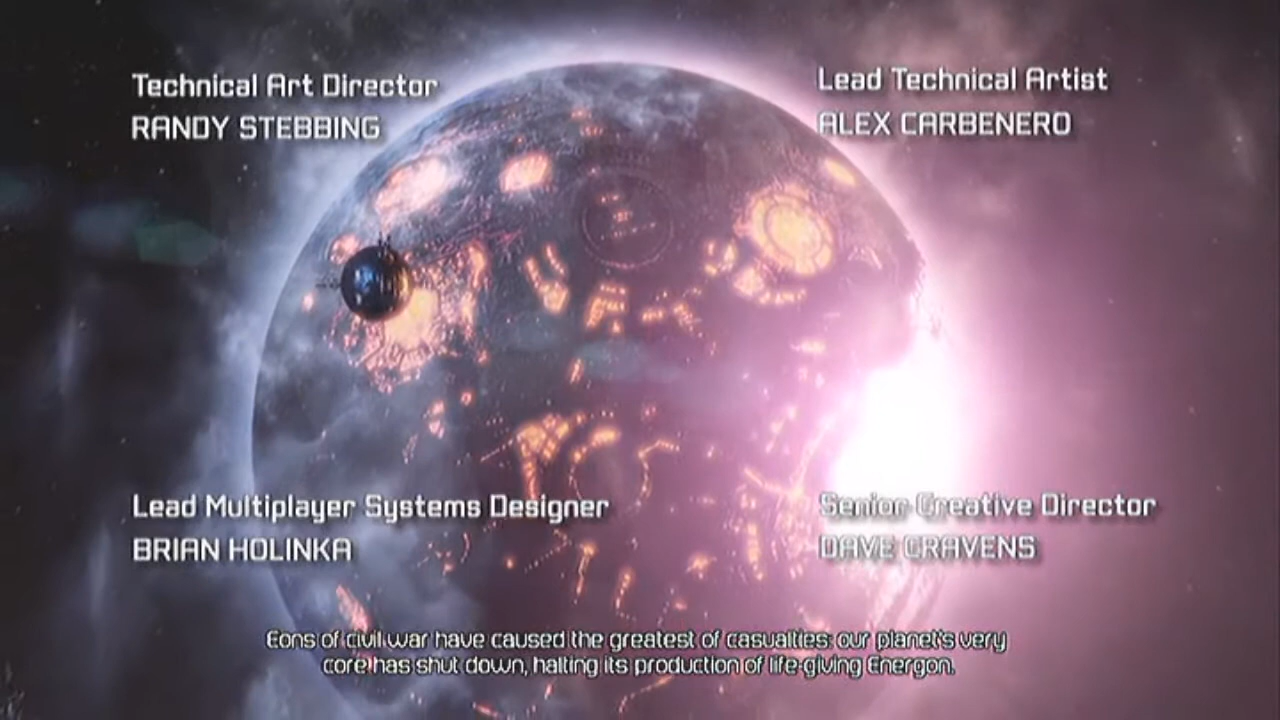 Technical Art Director
RANDY STEBBING
Lead Technical Artist
ALEX CARBENERO
Lead Multiplayer Systems Designer
BRIAN HOLINKA
Senior Creative Director
DAVE CRAVENS
Eons of civil war have caused the greatest of casualties: our planet's very
core has shut down, halting its production of life-giving Energon.